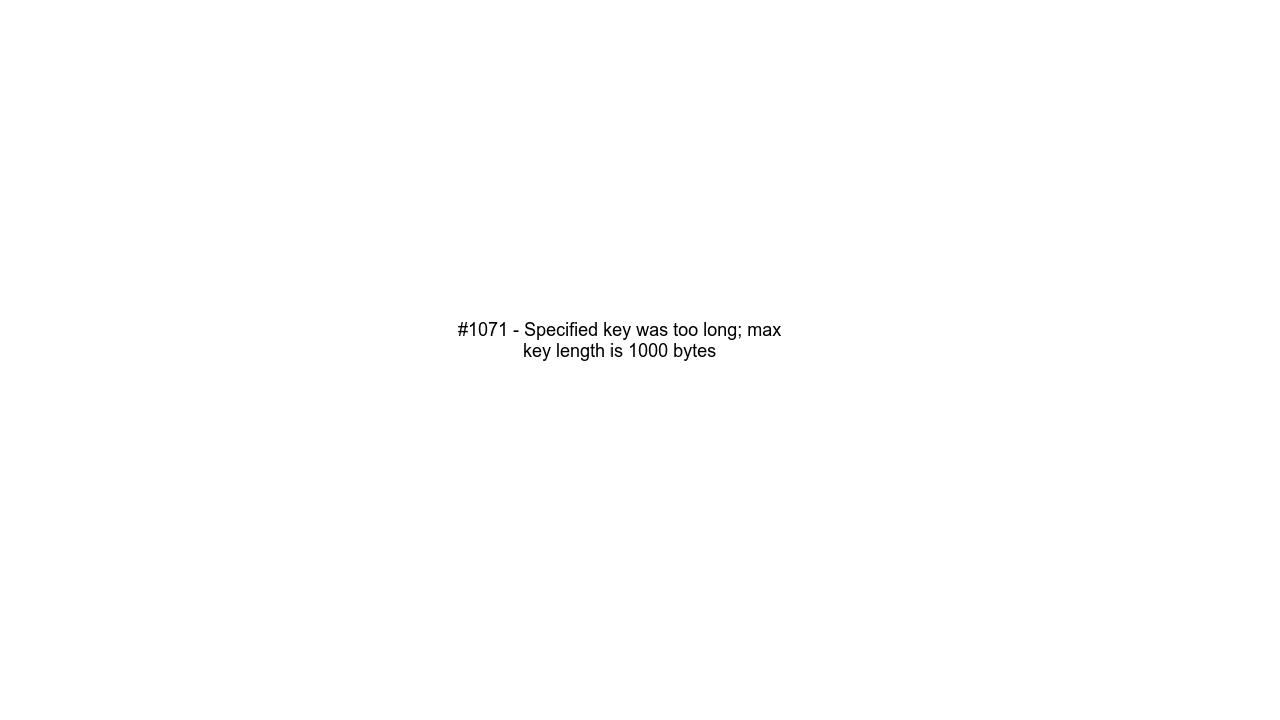 #1071 - Specified key was too long; max
key length is 1000 bytes